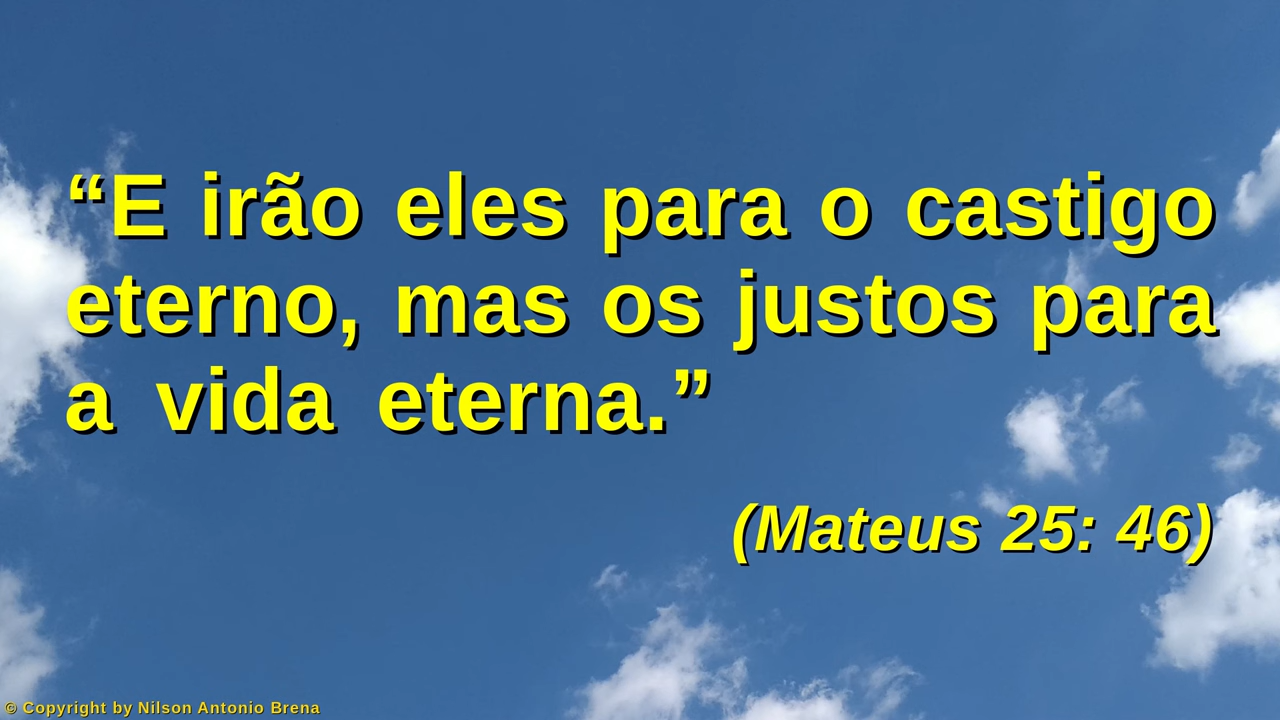 “E irão eles para o castigo
eterno, mas os justos para
a vida eterna.”
(Mateus 25: 46)
© Copyright by Nilson Antonio Brena